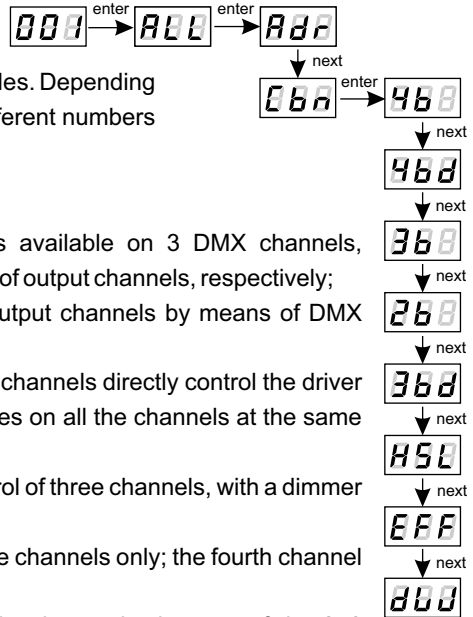 enter enter
001 ALL Adr
next
les. Depending
enter
Cbn 4b
ferent numbers
next
4bd
next
s available on 3 DMX channels,
3b
of output channels, respectively;
next
utput channels by means of DMX
2b
next
channels directly control the driver
3bd
es on all the channels at the same
next
HSL
rol of three channels, with a dimmer
next
EFF
e channels only; the fourth channel
next